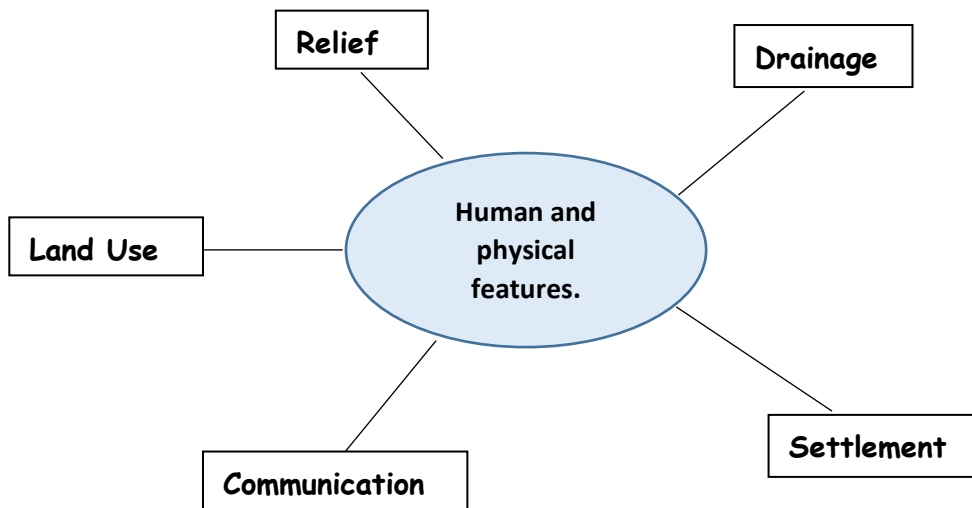 Relief
Drainage
Human and
physical
features.
Land Use
Settlement
Communication